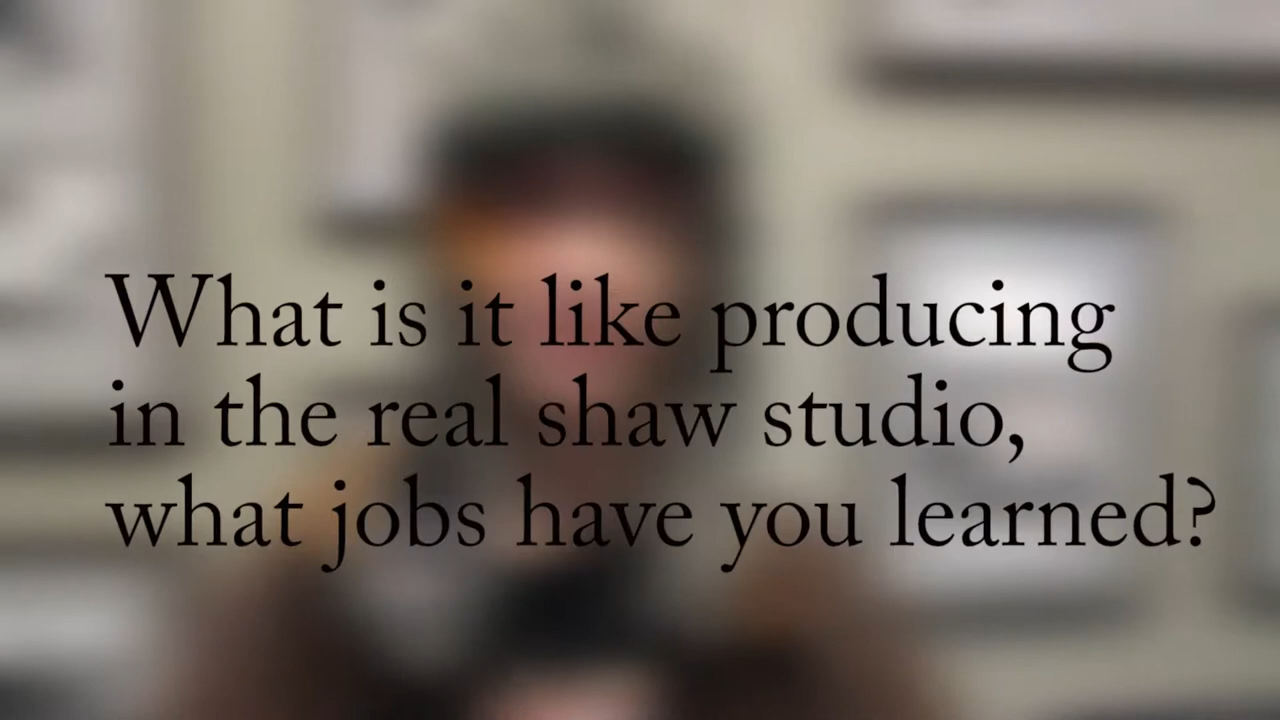 What is it like producing
in the real shaw studio,
what jobs have you learned?